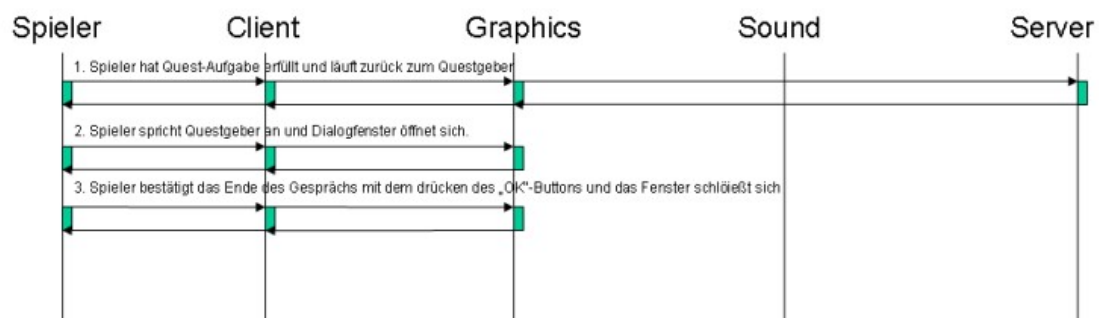 Spieler Client Graphics Sound Server
1. Spieler hat Quest-Aufgabe erfüllt und läuft zurück zum Questgeber
2. Spieler spricht Questgeber an und Dialogfenster öffnet sich.
3. Spieler bestätigt das Ende des Gesprächs mit dem drücken des „OK"-Buttons und das Fenster schlöießt sich